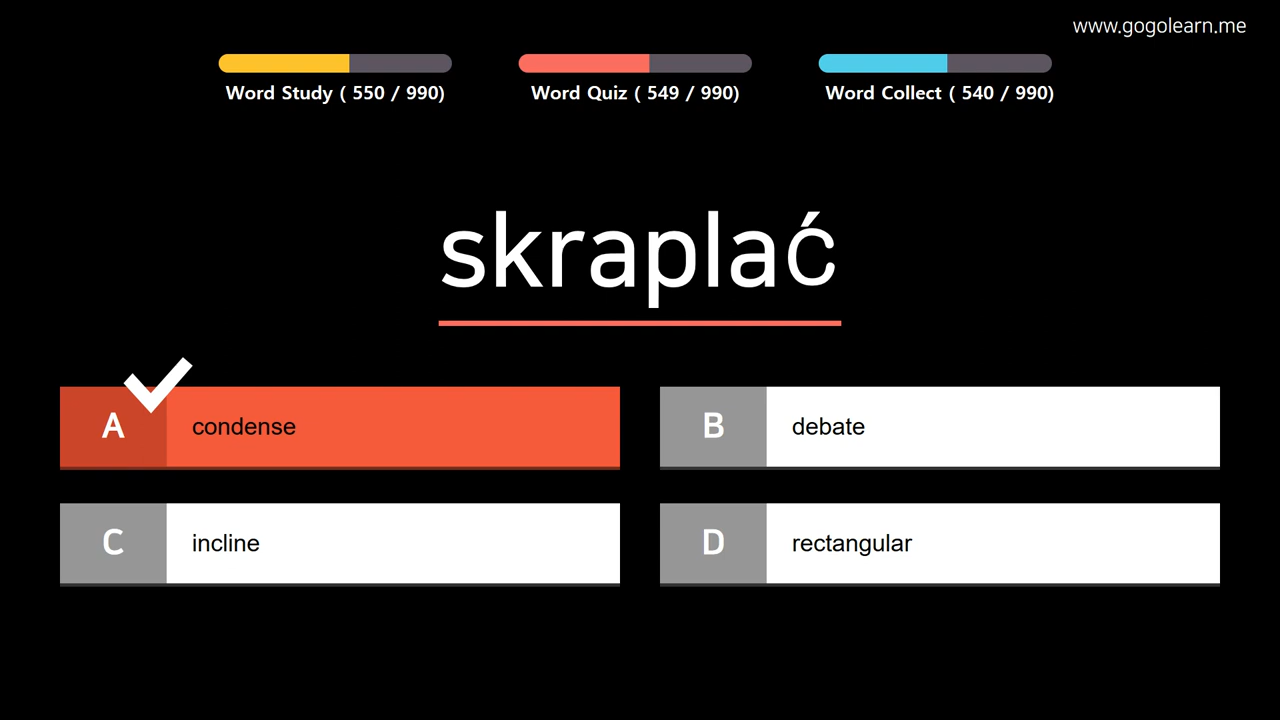 www.gogolearn.me
Word Study ( 550 / 990)
Word Quiz ( 549 / 990)
Word Collect ( 540 / 990)
skraplać
A condense
B debate
C incline
D rectangular